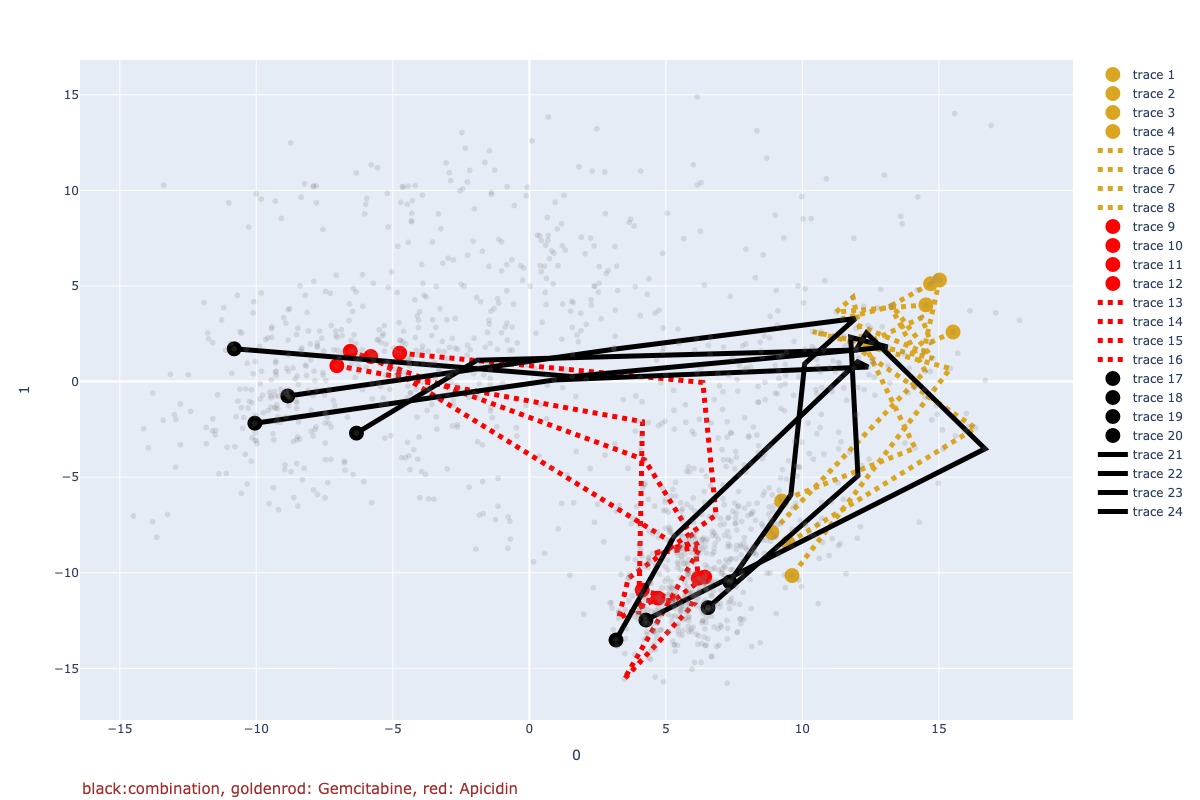 15
10
5
0
−5
−10
−15
1
−15
−10
−5
0
5
10
15
0
trace 1
trace 2
trace 3
trace 4
trace 5
trace 6
trace 7
trace 8
trace 9
trace 10
trace 11
trace 12
trace 13
trace 14
trace 15
trace 16
trace 17
trace 18
trace 19
trace 20
trace 21
trace 22
trace 23
trace 24
black:combination, goldenrod: Gemcitabine, red: Apicidin